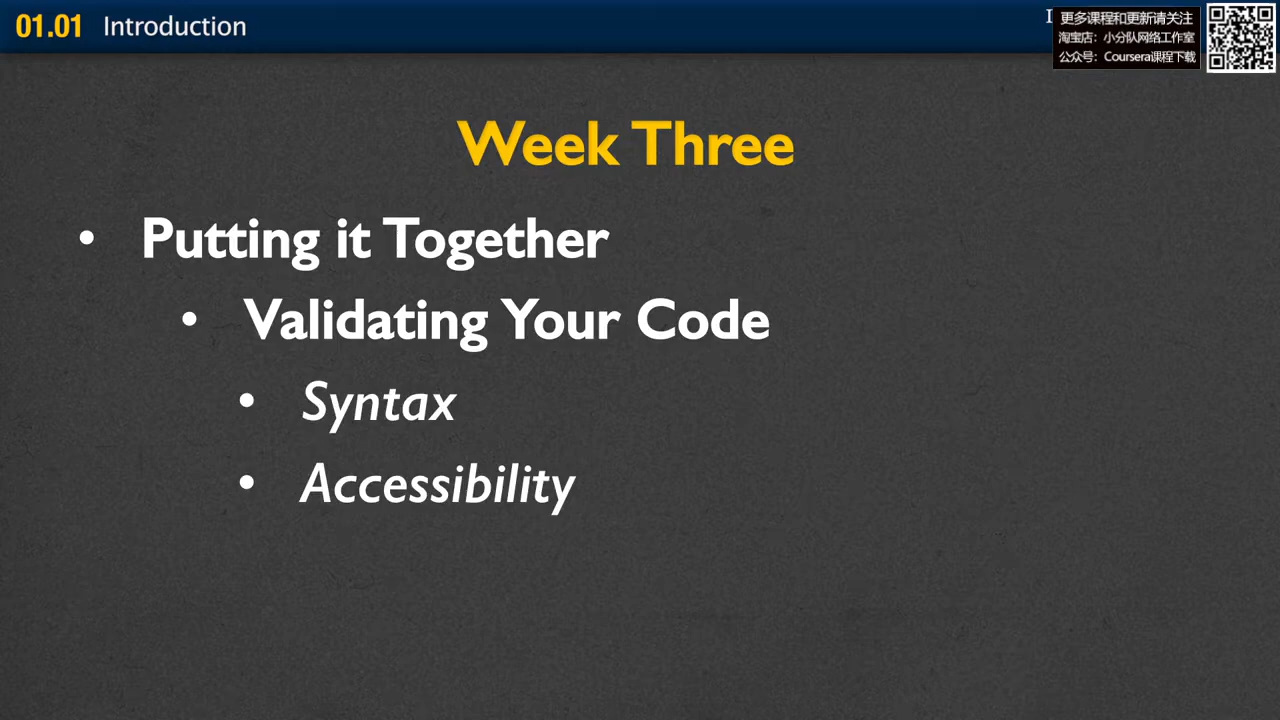 01.01 Introduction
更多课程和更新请关注
淘宝店：小分队网络工作室
公众号：Coursera课程下载
Week Three
• Putting it Together
• Validating Your Code
• Syntax
• Accessibility